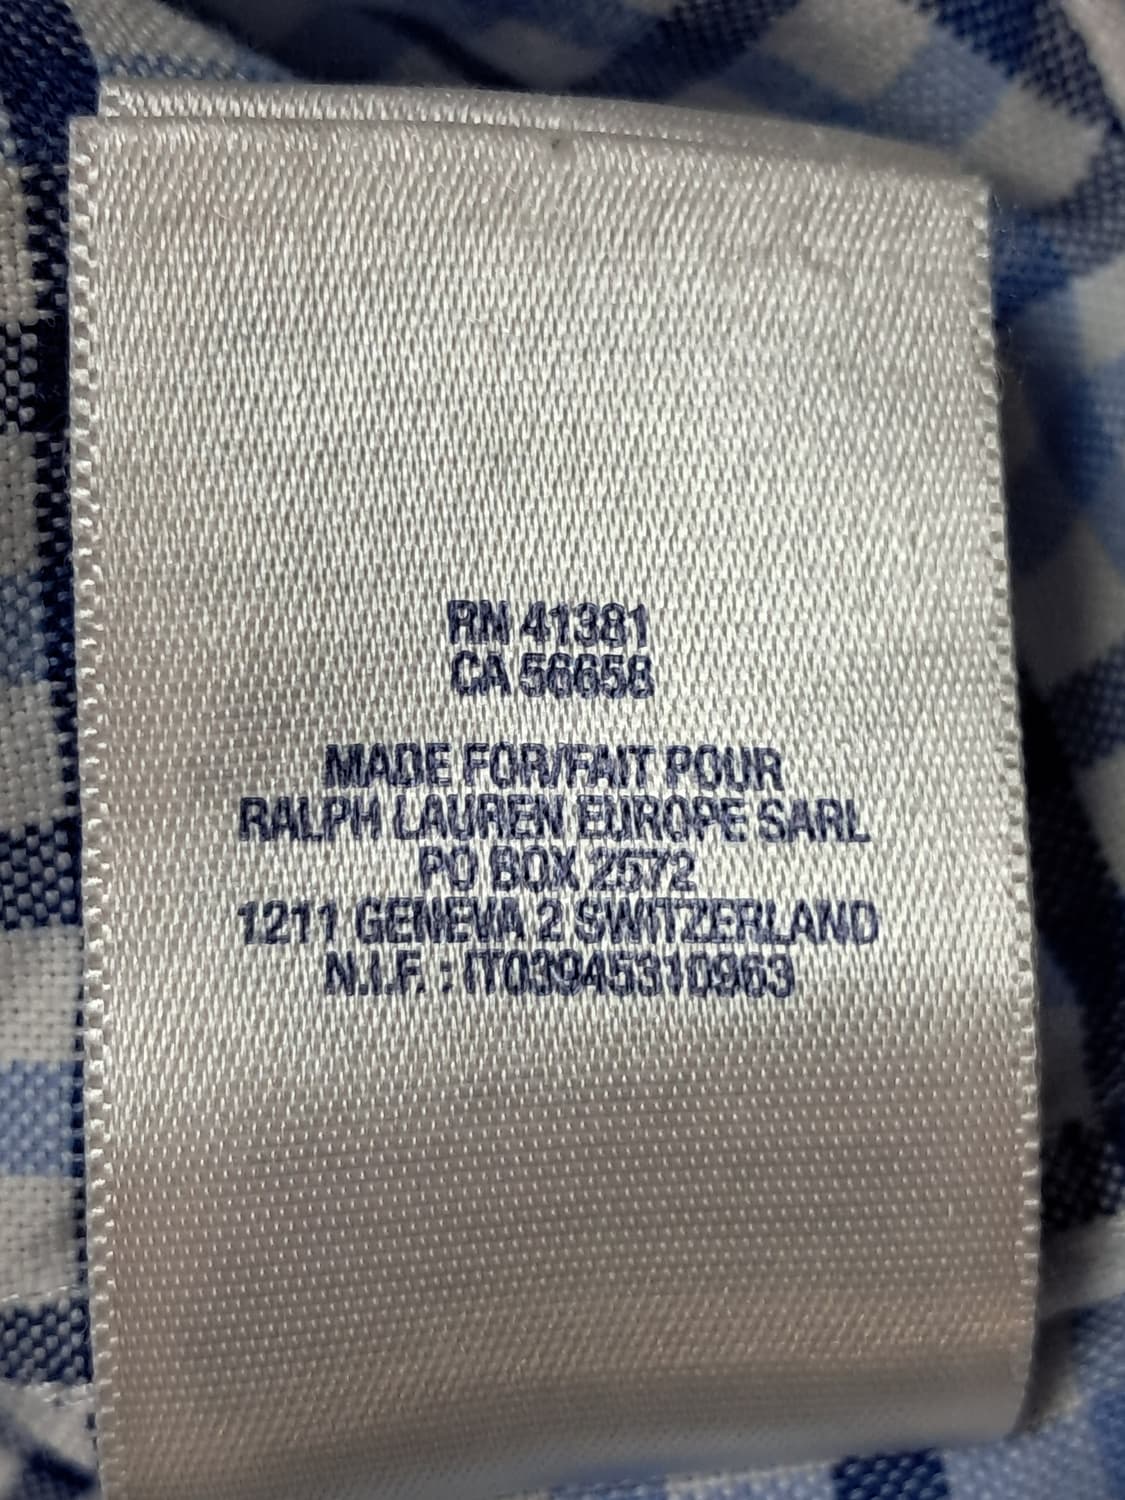 RN 41381
CA 56658
MADE FOR/FAIT POUR
RALPH LAUREN EUROPE SARL
PO BOX 2572
1211 GENEVA 2 SWITZERLAND
N.I.F. : IT03945310963